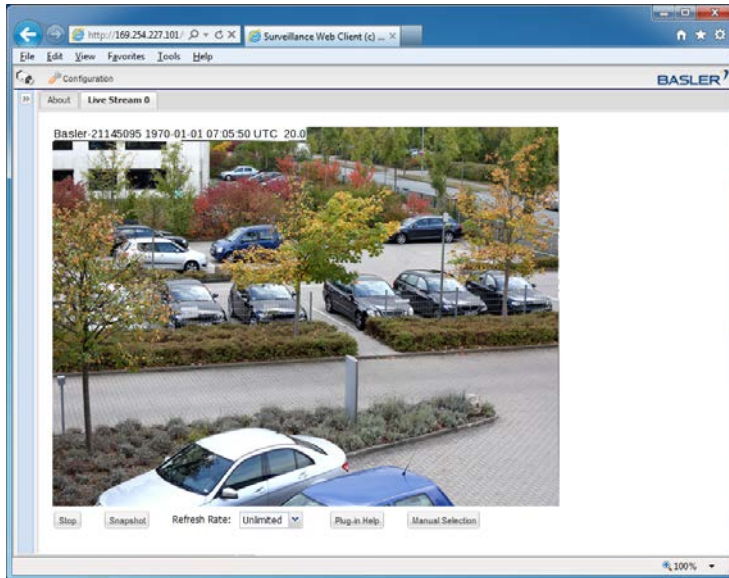 http://169.254.227.101/
Surveillance Web Client (c) ...
File Edit View Favorites Tools Help
Configuration
BASLER
About Live Stream 0
Basler-21145095 1970-01-01 07:05:50 UTC 20.0
Stop Snapshot Refresh Rate: Unlimited Plug-in Help Manual Selection
100%